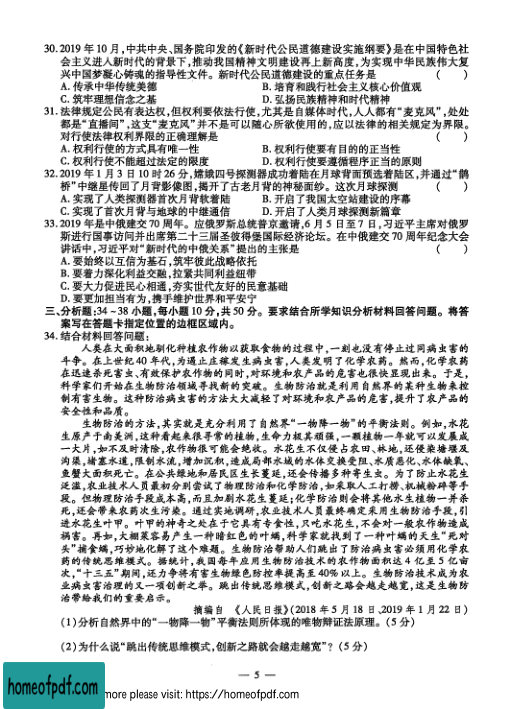 30. 2019 年 10 月,中共中央、国务院印发的《新时代公民道德建设实施纲要》是在中国特色社
会主义进入新时代的背景下,推动我国精神文明建设再上新高度,为实现中华民族伟大复
兴中国梦凝心铸魂的指导性文件。新时代公民道德建设的重点任务是 ( )
A. 传承中华传统美德 B. 培育和践行社会主义核心价值观
C. 筑牢理想信念之基 D. 弘扬民族精神和时代精神
31. 法律规定公民有表达权,但权利要依法行使,尤其是自媒体时代,人人都有“麦克风”,处处
都是“直播间”,这支“麦克风”并不是可以随心所欲使用的,应以法律的相关规定为界限。
对行使法律权利界限的正确理解是 ( )
A. 权利行使的方式具有唯一性 B. 权利行使要有目的的正当性
C. 权利行使不能超过法定的限度 D. 权利行使要遵循程序正当的原则
32. 2019 年 1 月 3 日 10 时 26 分,嫦娥四号探测器成功着陆在月球背面预选着陆区,并通过“鹊
桥”中继星传回了月背影像图,揭开了古老月背的神秘面纱。这次月球探测 ( )
A. 实现了人类探测器首次月背软着陆 B. 开启了我国太空站建设的序幕
C. 实现了首次月背与地球的中继通信 D. 开启了人类月球探测新篇章
33. 2019 年是中俄建交 70 周年。应俄罗斯总统普京邀请,6 月 5 日至 7 日,习近平主席对俄罗
斯进行国事访问并出席第二十三届圣彼得堡国际经济论坛。在中俄建交 70 周年纪念大会
讲话中,习近平对“新时代的中俄关系”提出的主张是 ( )
A. 要始终以互信为基石,筑牢彼此战略依托
B. 要着力深化利益交融,拉紧共同利益纽带
C. 要大力促进民心相通,夯实世代友好的民意基础
D. 要更加担当有为,携手维护世界和平安宁
三、分析题:34～38 小题,每小题 10 分,共 50 分。要求结合所学知识分析材料回答问题。将答
案写在答题卡指定位置的边框区域内。
34. 结合材料回答问题:
人类在大面积地驯化种植农作物以获取食物的过程中,一刻也没有停止过同病虫害的
斗争。在上世纪 40 年代,为遏止庄稼发生病虫害,人类发明了化学农药。然而,化学农药
在迅速杀死害虫、有效保护农作物的同时,对环境和农产品的危害也很快显现出来。于是,
科学家们开始在生物防治领域寻找新的突破。生物防治就是利用自然界的某种生物来控
制有害生物。这种防治病虫害的方法大大减轻了对环境和农产品的危害,提升了农产品的
安全性和品质。
生物防治的方法,其实就是充分利用了自然界“一物降一物”的平衡法则。例如,水花
生原产于南美洲,这种看起来很寻常的植物,生命力极其顽强,一颗植物一年就可以发展成
一大片,如不及时清除,农作物很可能会绝收。水花生不仅侵占农田、林地,还侵染塘堰及
沟渠,堵塞水道,限制水流,增加沉积,造成局部水域的水体交换受阻、水质恶化、水体缺氧、
鱼蟹大面积死亡。在公共绿地和居民区生长蔓延,还会传播多种寄生虫。为了防止水花生
泛滥,农业技术人员最初分别尝试了物理防治和化学防治,如采取人工打捞、机械粉碎等手
段。但物理防治手段成本高,而且加剧水花生蔓延;化学防治则会将其他水生植物一并杀
死,还会带来农药次生污染。通过实地调研,农业技术人员最终确定采用生物防治手段,引
进水花生叶甲。叶甲的神奇之处在于它具有专食性,只吃水花生,不会对一般农作物造成
祸害。再如,大棚菜容易产生一种暗红色的叶螨,科学家就找到了一种叶螨的天生“死对
头”捕食螨,巧妙地化解了这个难题。生物防治帮助人们跳出了防治病虫害必须用化学农
药的传统思维模式。据统计,我国每年应用生物防治技术的农作物面积达 4 亿至 5 亿亩
次,“十三五”期间,还力争将有害生物绿色防控率提高至 40%以上。生物防治技术成为农
业病虫害治理的又一项创新之举。跳出传统思维模式,创新之路会越走越宽,这是生物防
治带给我们的重要启示。
摘编自 《人民日报》(2018 年 5 月 18 日、2019 年 1 月 22 日)
(1)分析自然界中的“一物降一物”平衡法则所体现的唯物辩证法原理。(5 分)
(2)为什么说“跳出传统思维模式,创新之路就会越走越宽”?(5 分)
— 5 —
homeofpdf.com
more please visit: https://homeofpdf.com